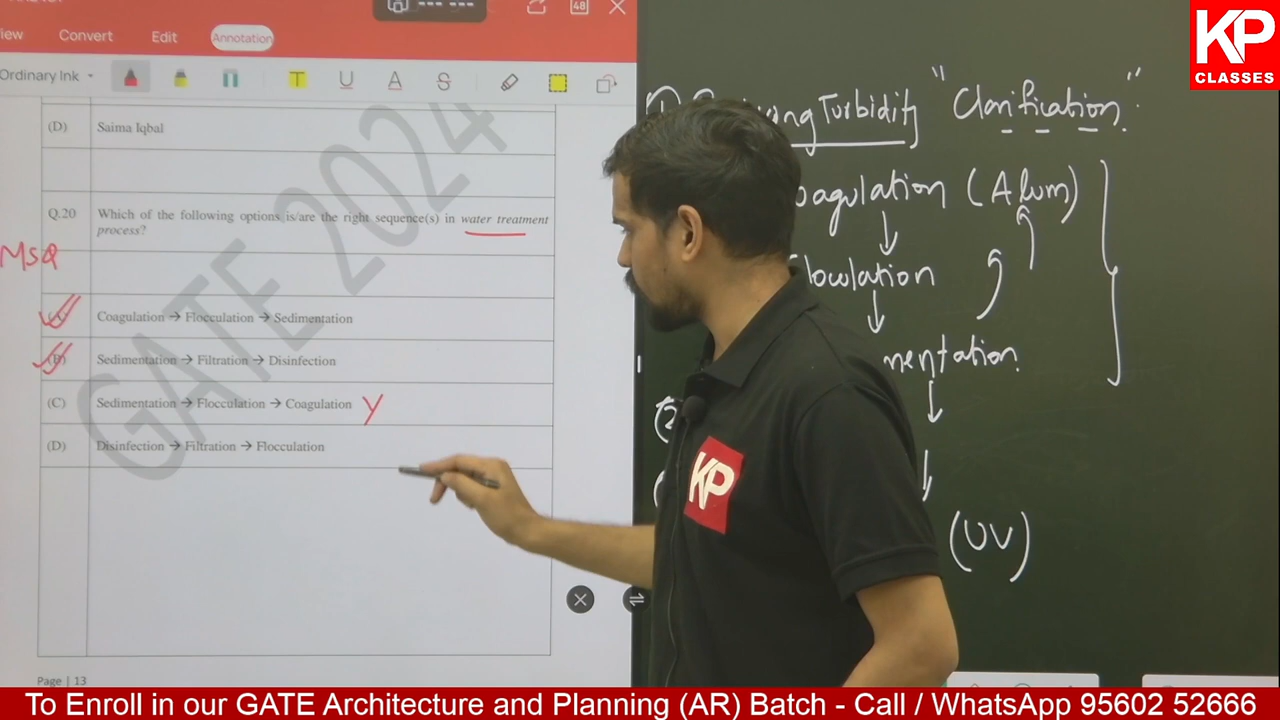 48
View Convert Edit Annotation
Ordinary Ink
T U A S
(D) Saima Iqbal
Q.20 Which of the following options is/are the right sequence(s) in water treatment
process?
MSQ
Coagulation → Flocculation → Sedimentation
(B) Sedimentation → Filtration → Disinfection
(C) Sedimentation → Flocculation → Coagulation
(D) Disinfection → Filtration → Flocculation
GATE 2024
Page | 13
Turbidity "Clarification"
oagulation (Alum)
mentation
(2
(UV)
KP
CLASSES
KP
To Enroll in our GATE Architecture and Planning (AR) Batch - Call / WhatsApp 95602 52666